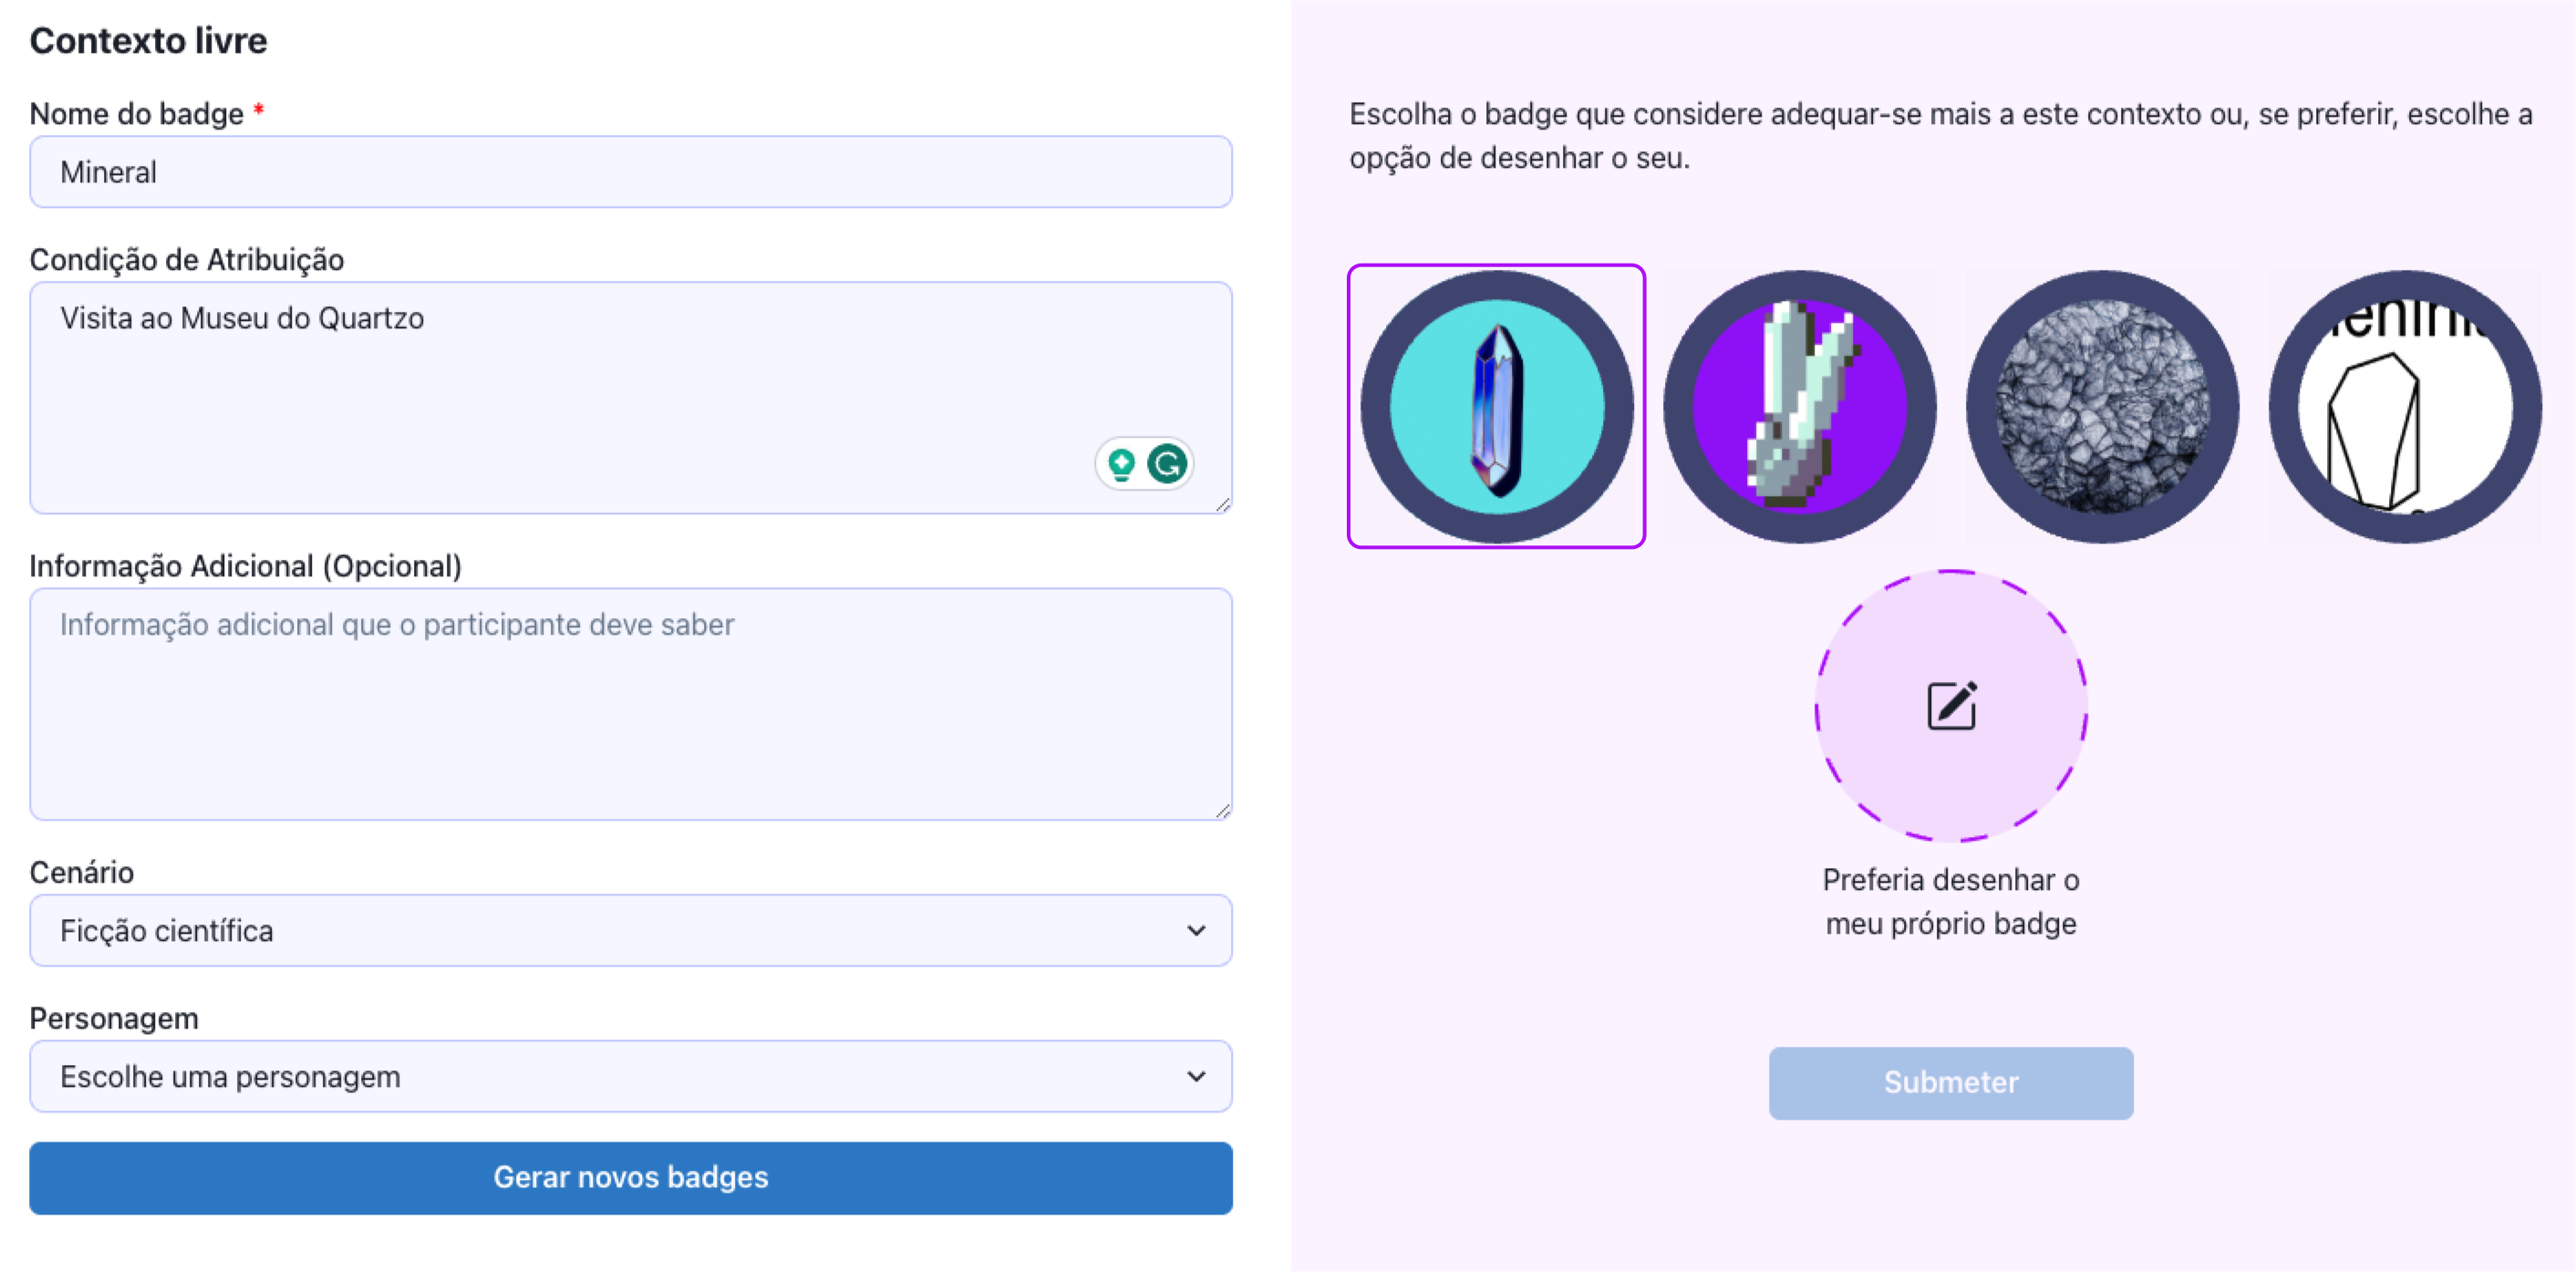 Contexto livre
Nome do badge *
Mineral
Condição de Atribuição
Visita ao Museu do Quartzo
Informação Adicional (Opcional)
Informação adicional que o participante deve saber
Cenário
Ficção científica
Personagem
Escolhe uma personagem
Gerar novos badges
Escolha o badge que considere adequar-se mais a este contexto ou, se preferir, escolhe a
opção de desenhar o seu.
Preferia desenhar o
meu próprio badge
Submeter